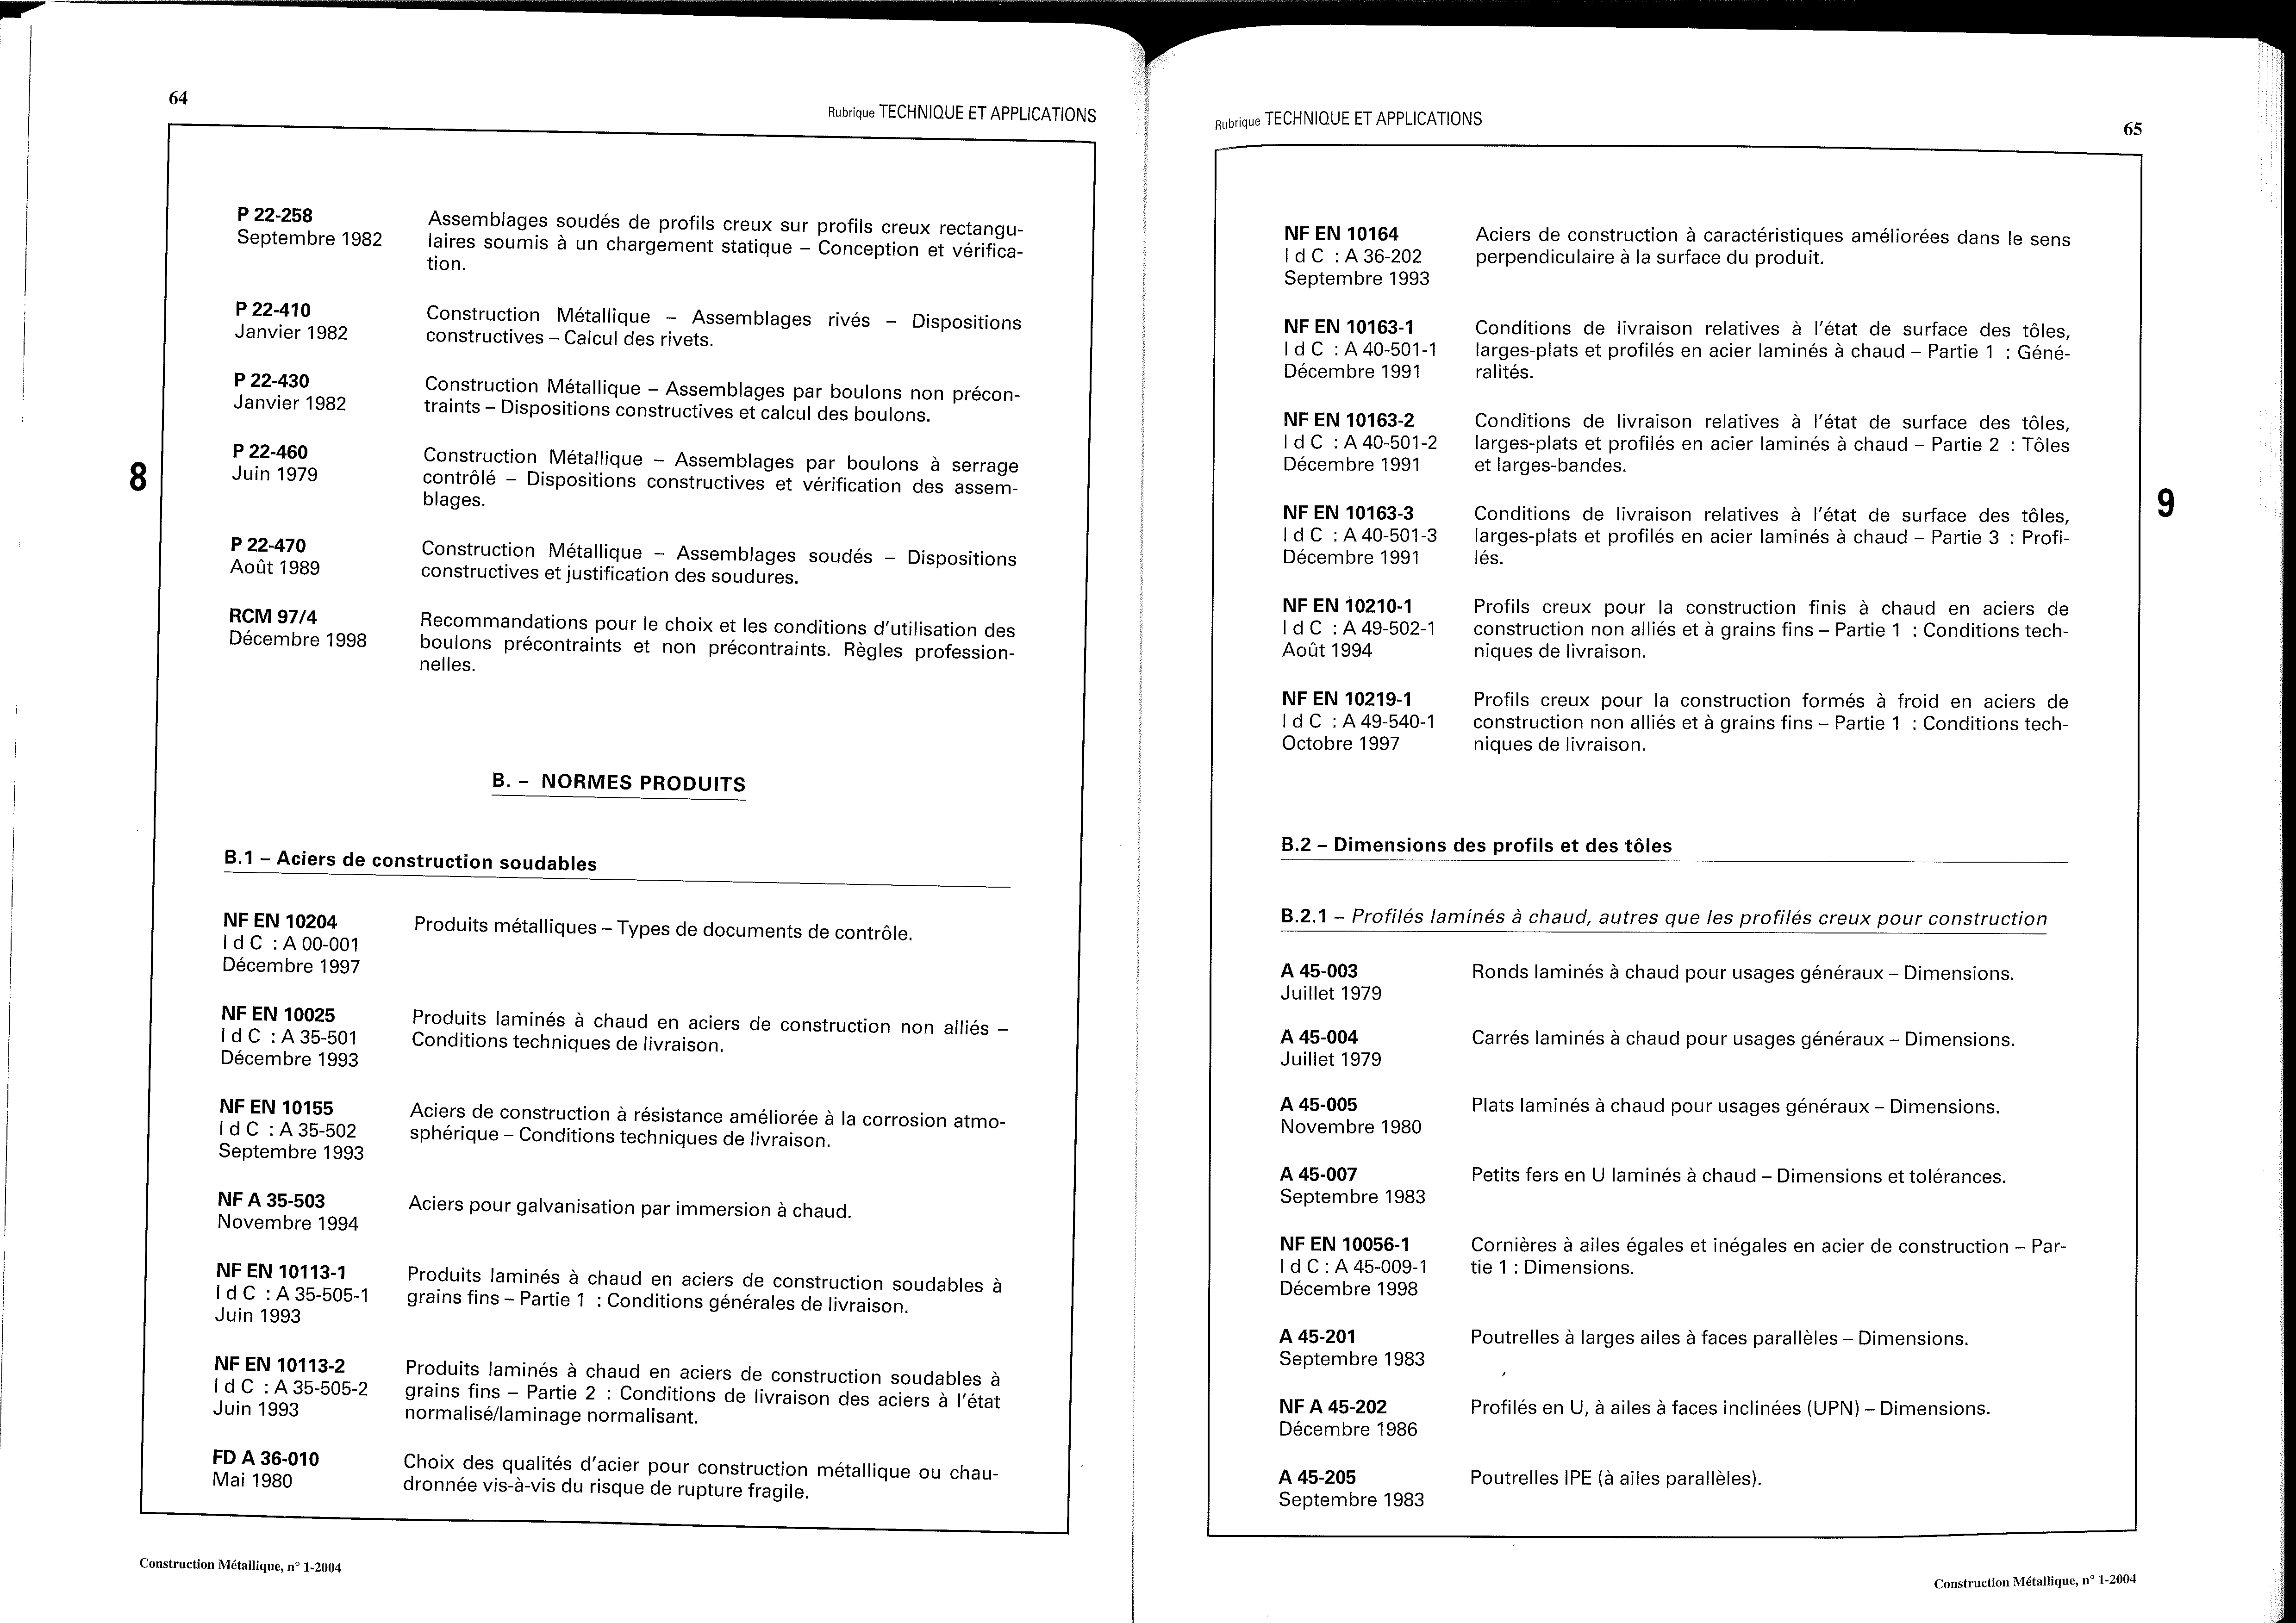 64
Rubrique TECHNIQUE ET APPLICATIONS
P 22-258
Septembre 1982
Assemblages soudés de profils creux sur profils creux rectangu-
laires soumis à un chargement statique – Conception et vérifica-
tion.
P 22-410
Janvier 1982
Construction Métallique – Assemblages rivés – Dispositions
constructives – Calcul des rivets.
P 22-430
Janvier 1982
Construction Métallique – Assemblages par boulons non précon-
traints – Dispositions constructives et calcul des boulons.
8
P 22-460
Juin 1979
Construction Métallique – Assemblages par boulons à serrage
contrôlé – Dispositions constructives et vérification des assem-
blages.
P 22-470
Août 1989
Construction Métallique – Assemblages soudés – Dispositions
constructives et justification des soudures.
RCM 97/4
Décembre 1998
Recommandations pour le choix et les conditions d'utilisation des
boulons précontraints et non précontraints. Règles profession-
nelles.
B. – NORMES PRODUITS
B.1 – Aciers de construction soudables
NF EN 10204
I d C : A 00-001
Décembre 1997
Produits métalliques – Types de documents de contrôle.
NF EN 10025
I d C : A 35-501
Décembre 1993
Produits laminés à chaud en aciers de construction non alliés –
Conditions techniques de livraison.
NF EN 10155
I d C : A 35-502
Septembre 1993
Aciers de construction à résistance améliorée à la corrosion atmo-
sphérique – Conditions techniques de livraison.
NF A 35-503
Novembre 1994
Aciers pour galvanisation par immersion à chaud.
NF EN 10113-1
I d C : A 35-505-1
Juin 1993
Produits laminés à chaud en aciers de construction soudables à
grains fins – Partie 1 : Conditions générales de livraison.
NF EN 10113-2
I d C : A 35-505-2
Juin 1993
Produits laminés à chaud en aciers de construction soudables à
grains fins – Partie 2 : Conditions de livraison des aciers à l'état
normalisé/laminage normalisant.
FD A 36-010
Mai 1980
Choix des qualités d'acier pour construction métallique ou chau-
dronnée vis-à-vis du risque de rupture fragile.
Construction Métallique, n° 1-2004
Rubrique TECHNIQUE ET APPLICATIONS
65
NF EN 10164
I d C : A 36-202
Septembre 1993
Aciers de construction à caractéristiques améliorées dans le sens
perpendiculaire à la surface du produit.
NF EN 10163-1
I d C : A 40-501-1
Décembre 1991
Conditions de livraison relatives à l'état de surface des tôles,
larges-plats et profilés en acier laminés à chaud – Partie 1 : Géné-
ralités.
NF EN 10163-2
I d C : A 40-501-2
Décembre 1991
Conditions de livraison relatives à l'état de surface des tôles,
larges-plats et profilés en acier laminés à chaud – Partie 2 : Tôles
et larges-bandes.
9
NF EN 10163-3
I d C : A 40-501-3
Décembre 1991
Conditions de livraison relatives à l'état de surface des tôles,
larges-plats et profilés en acier laminés à chaud – Partie 3 : Profi-
lés.
NF EN 10210-1
I d C : A 49-502-1
Août 1994
Profils creux pour la construction finis à chaud en aciers de
construction non alliés et à grains fins – Partie 1 : Conditions tech-
niques de livraison.
NF EN 10219-1
I d C : A 49-540-1
Octobre 1997
Profils creux pour la construction formés à froid en aciers de
construction non alliés et à grains fins – Partie 1 : Conditions tech-
niques de livraison.
B.2 – Dimensions des profils et des tôles
B.2.1 – Profilés laminés à chaud, autres que les profilés creux pour construction
A 45-003
Juillet 1979
Ronds laminés à chaud pour usages généraux – Dimensions.
A 45-004
Juillet 1979
Carrés laminés à chaud pour usages généraux – Dimensions.
A 45-005
Novembre 1980
Plats laminés à chaud pour usages généraux – Dimensions.
A 45-007
Septembre 1983
Petits fers en U laminés à chaud – Dimensions et tolérances.
NF EN 10056-1
I d C : A 45-009-1
Décembre 1998
Cornières à ailes égales et inégales en acier de construction – Par-
tie 1 : Dimensions.
A 45-201
Septembre 1983
Poutrelles à larges ailes à faces parallèles – Dimensions.
NF A 45-202
Décembre 1986
Profilés en U, à ailes à faces inclinées (UPN) – Dimensions.
A 45-205
Septembre 1983
Poutrelles IPE (à ailes parallèles).
Construction Métallique, n° 1-2004